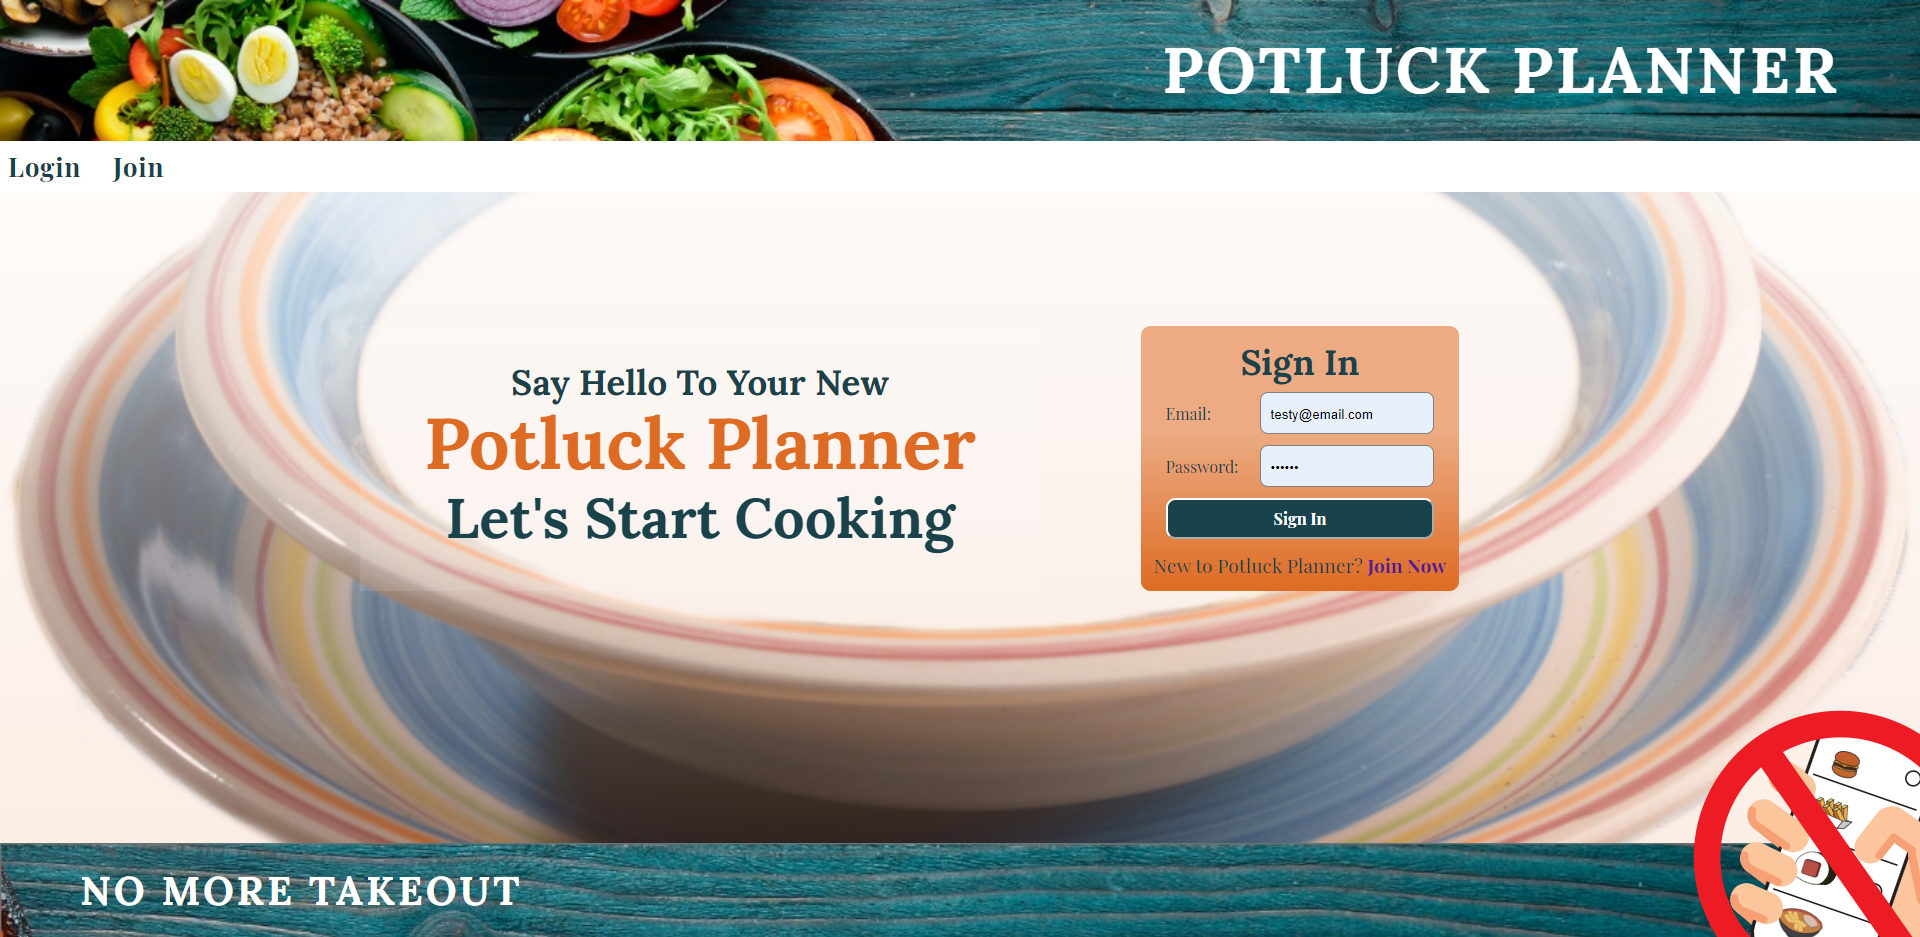 POTLUCK PLANNER
Login Join
Say Hello To Your New
Potluck Planner
Let's Start Cooking
Sign In
Email: testy@email.com
Password: ••••••
Sign In
New to Potluck Planner? Join Now
NO MORE TAKEOUT